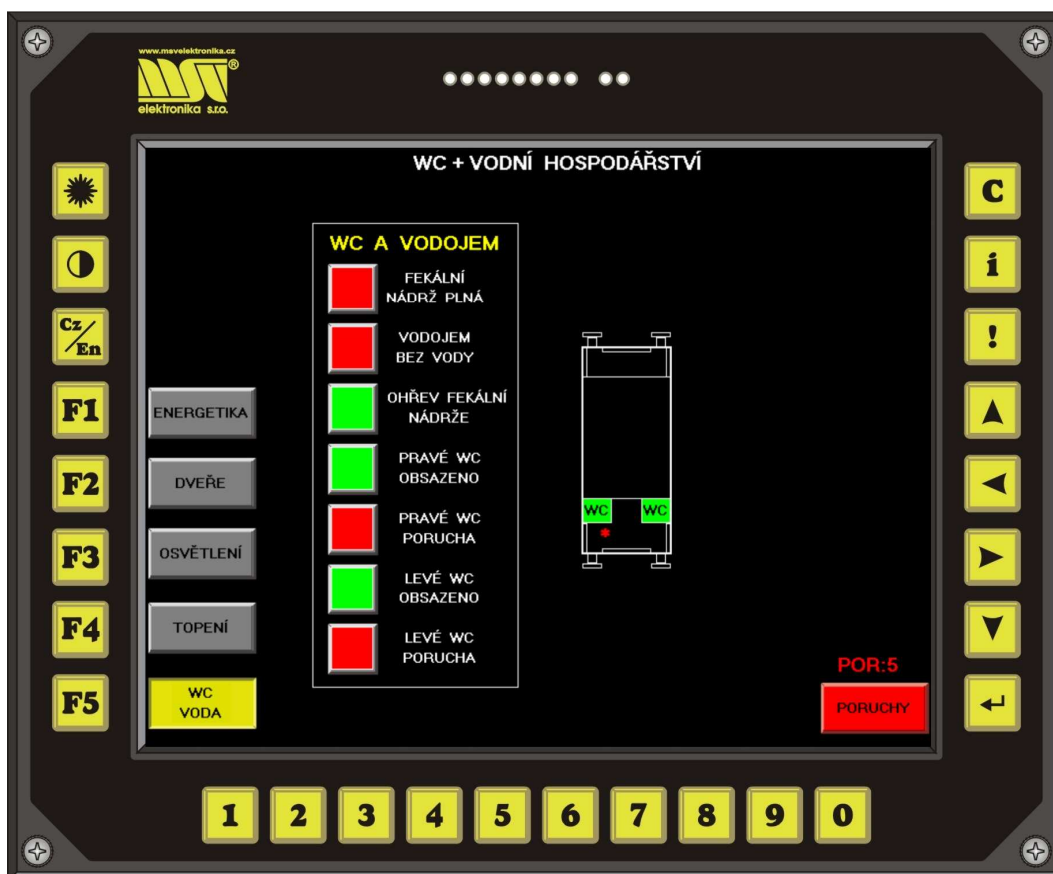 www.msvelektronika.cz
msv®
elektronika s.r.o.
WC + VODNÍ HOSPODÁŘSTVÍ
WC A VODOJEM
FEKÁLNÍ
NÁDRŽ PLNÁ
VODOJEM
BEZ VODY
OHŘEV FEKÁLNÍ
NÁDRŽE
PRAVÉ WC
OBSAZENO
PRAVÉ WC
PORUCHA
LEVÉ WC
OBSAZENO
LEVÉ WC
PORUCHA
WC WC
*
ENERGETIKA
DVEŘE
OSVĚTLENÍ
TOPENÍ
WC
VODA
POR:5
PORUCHY
Cz/En
F1
F2
F3
F4
F5
C
i
!
1 2 3 4 5 6 7 8 9 0